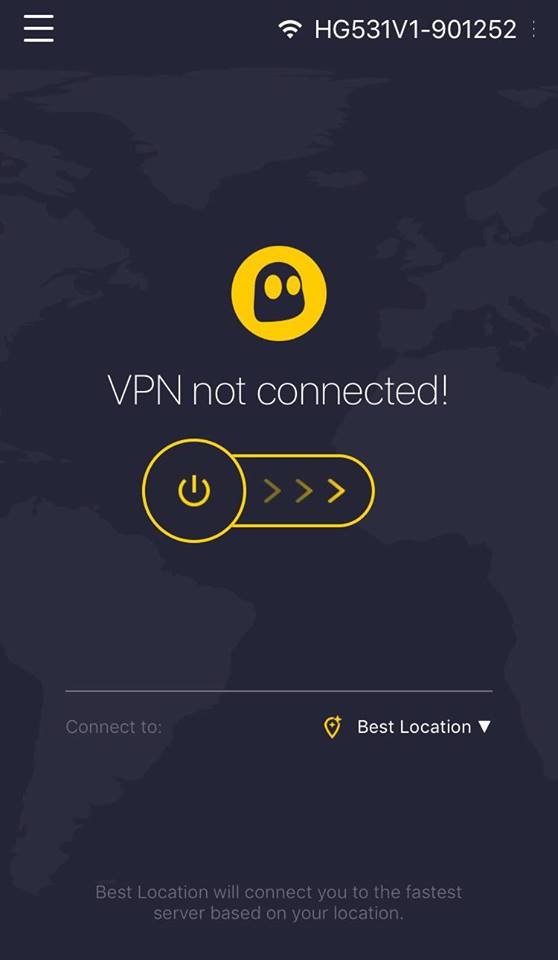 HG531V1-901252
VPN not connected!
Connect to:
Best Location ▼
Best Location will connect you to the fastest
server based on your location.